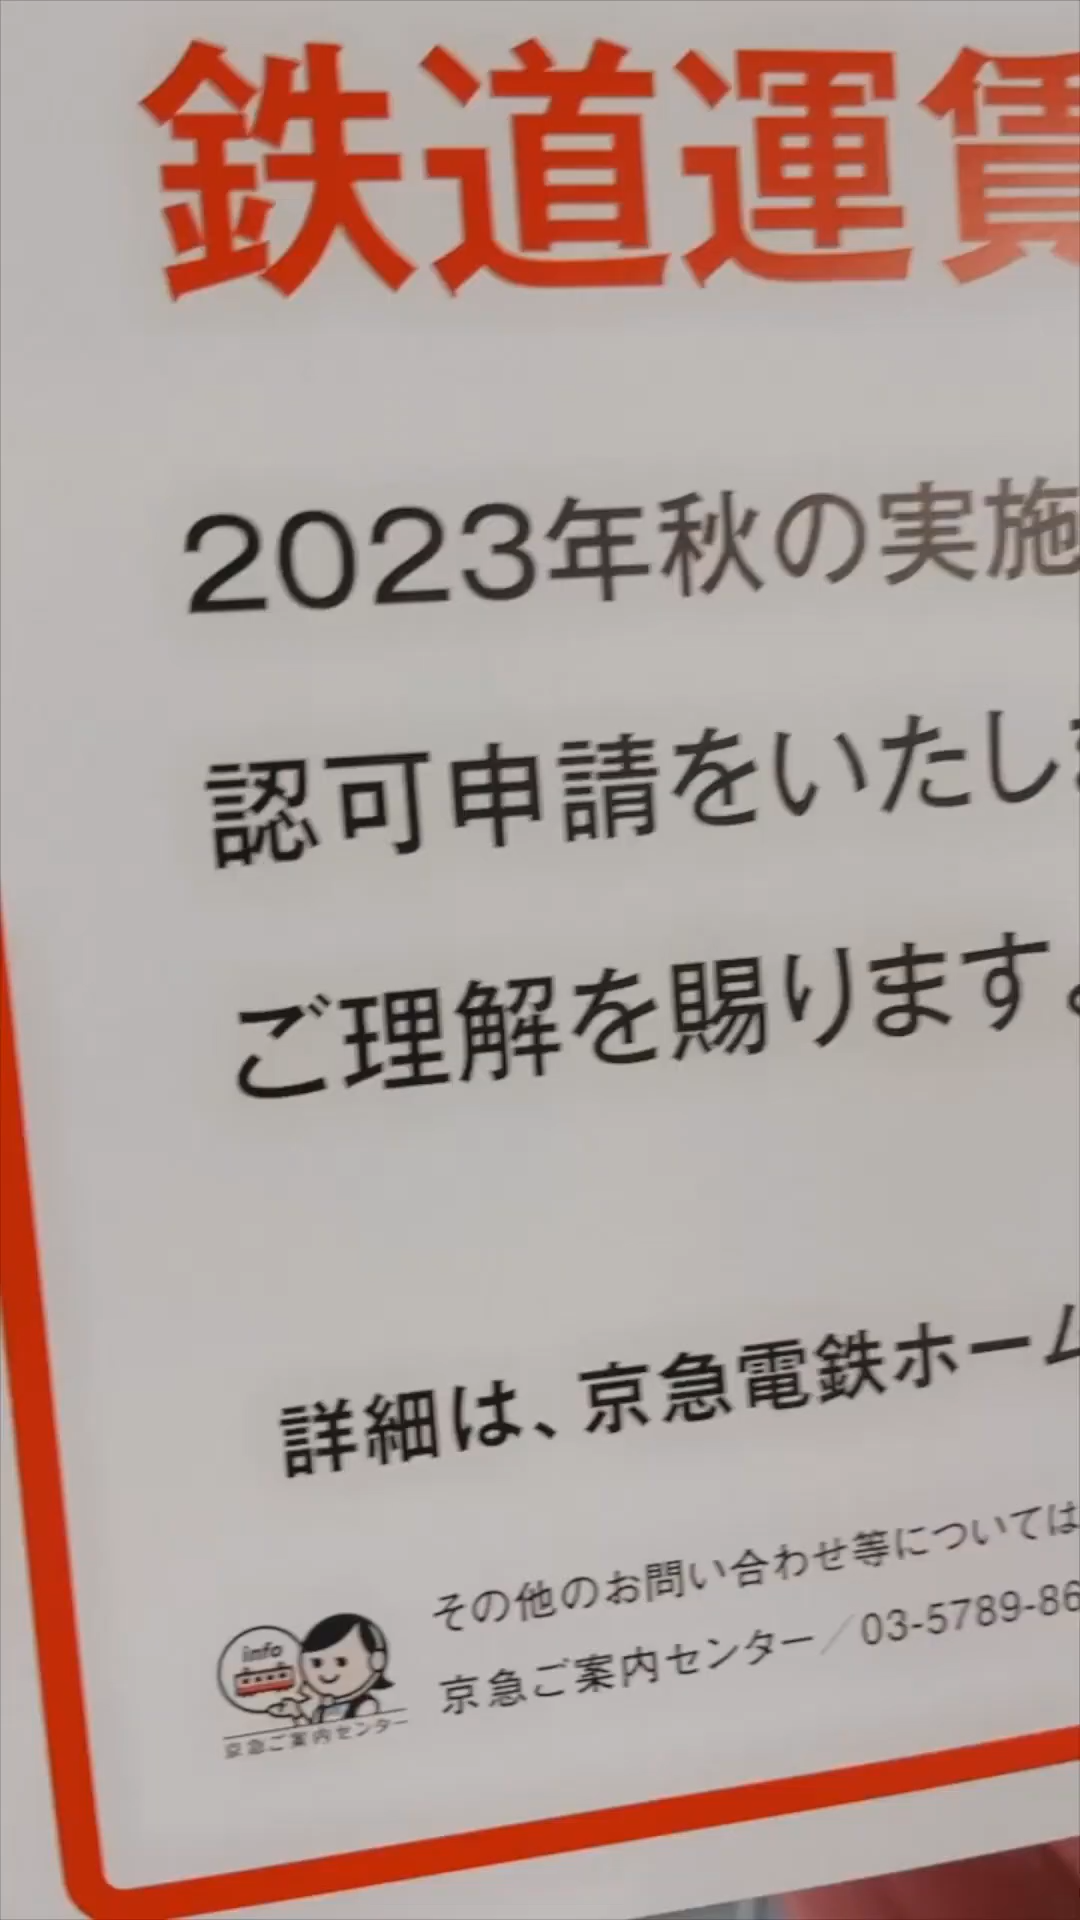 鉄道運賃
2023年秋の実施
認可申請をいたしま
ご理解を賜ります。
詳細は、京急電鉄ホーム
その他のお問い合わせ等については
京急ご案内センター／03-5789-86
info
京急ご案内センター